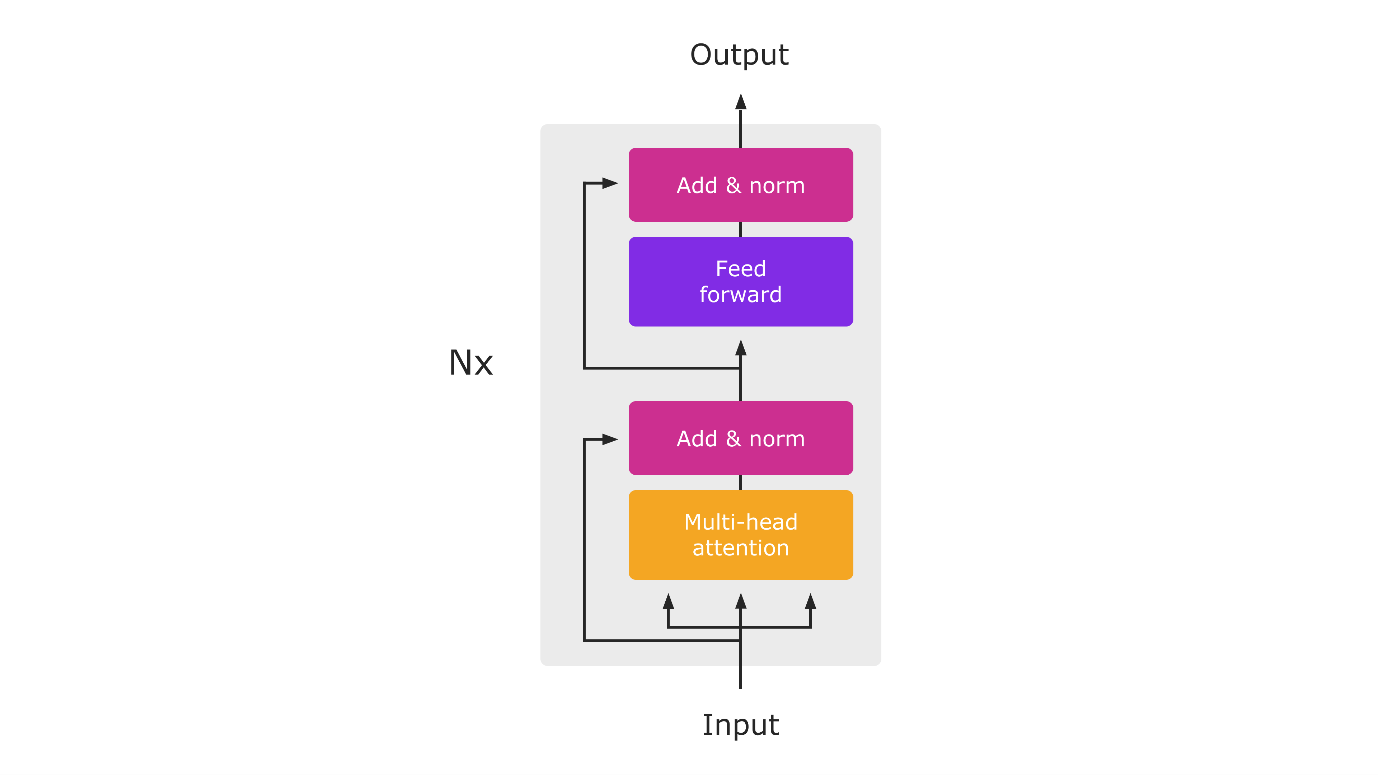 Output
Add & norm
Feed
forward
Nx
Add & norm
Multi-head
attention
Input